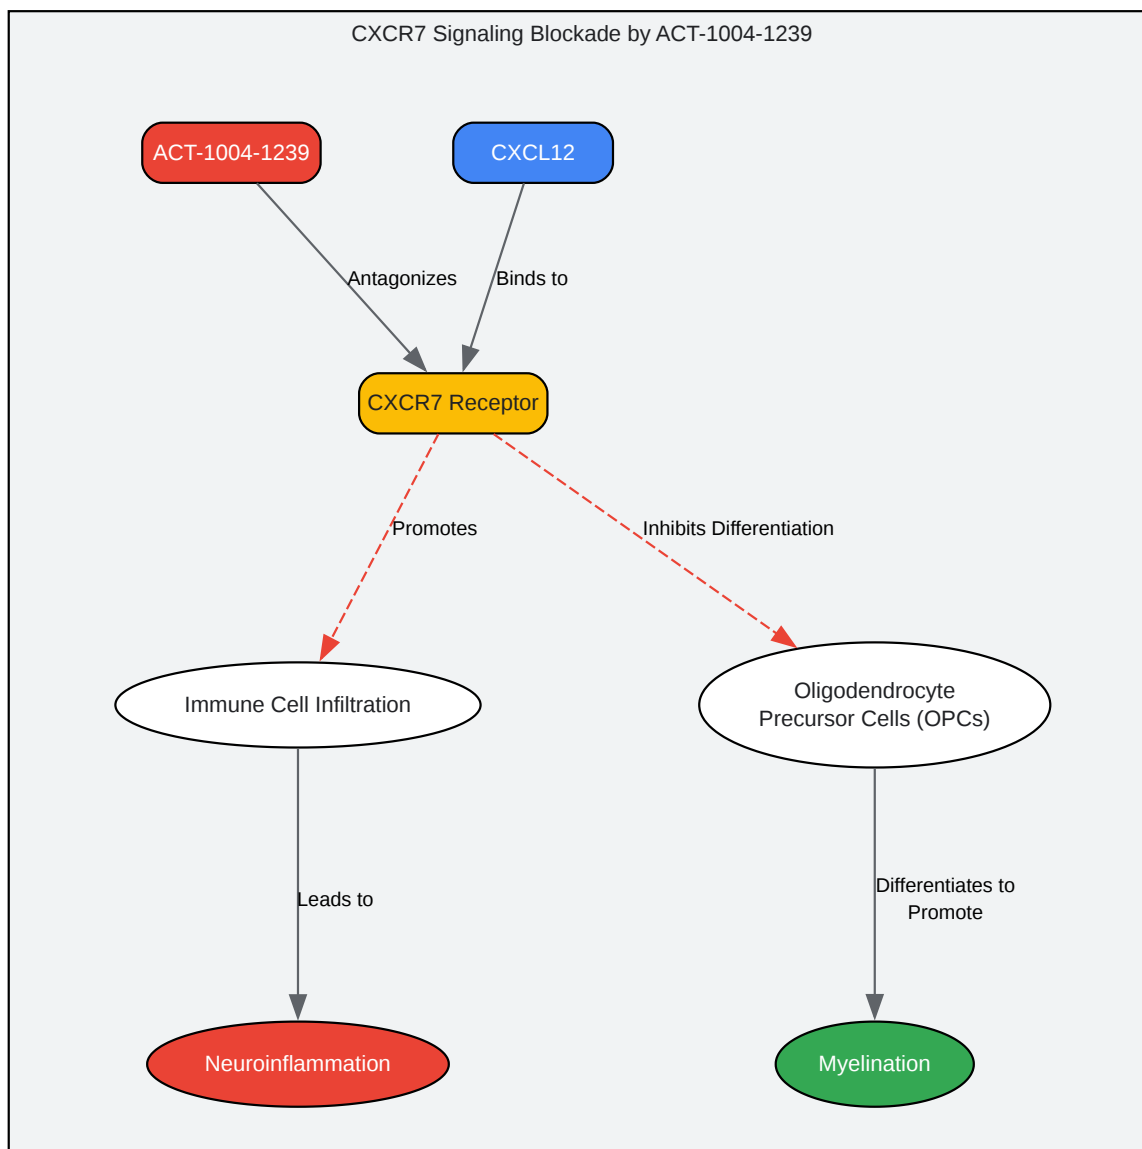 CXCR7 Signaling Blockade by ACT-1004-1239
ACT-1004-1239
CXCL12
Antagonizes
Binds to
CXCR7 Receptor
Promotes
Inhibits Differentiation
Immune Cell Infiltration
Oligodendrocyte
Precursor Cells (OPCs)
Leads to
Differentiates to
Promote
Neuroinflammation
Myelination